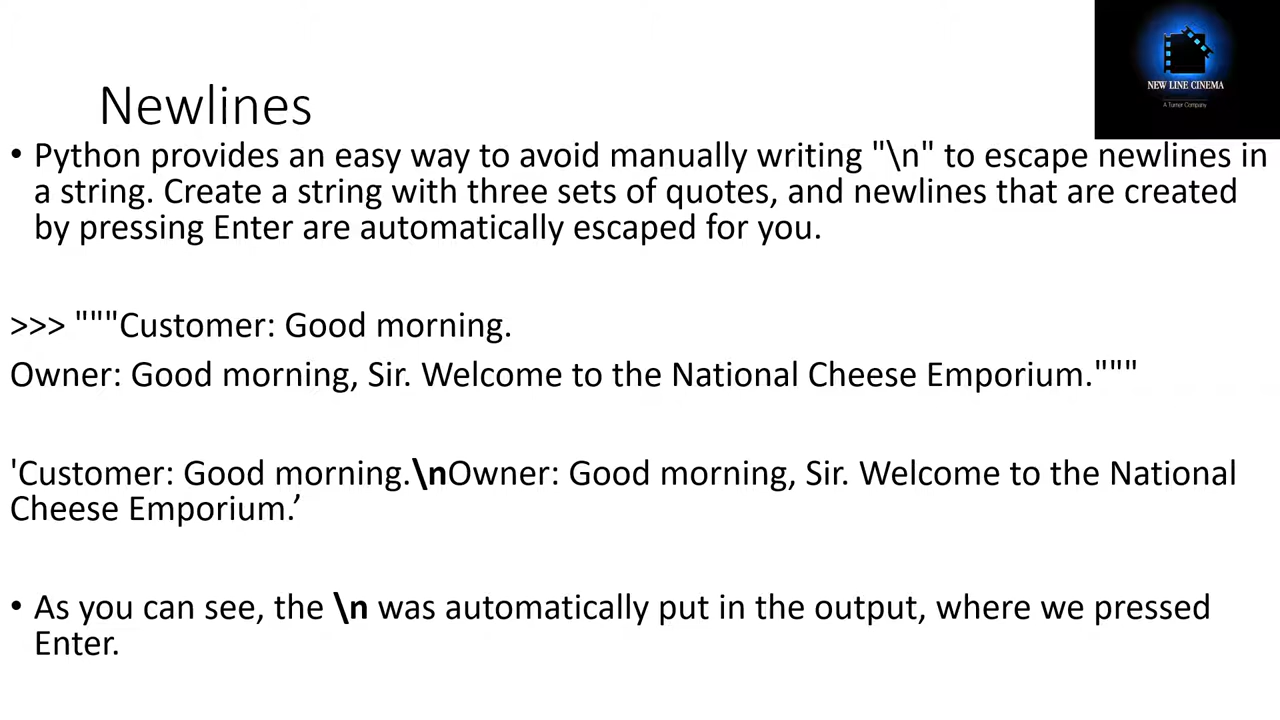 NEW LINE CINEMA
A Turner Company
Newlines
• Python provides an easy way to avoid manually writing "\n" to escape newlines in
a string. Create a string with three sets of quotes, and newlines that are created
by pressing Enter are automatically escaped for you.
>>> """Customer: Good morning.
Owner: Good morning, Sir. Welcome to the National Cheese Emporium."""
'Customer: Good morning.\nOwner: Good morning, Sir. Welcome to the National
Cheese Emporium.’
• As you can see, the \n was automatically put in the output, where we pressed
Enter.